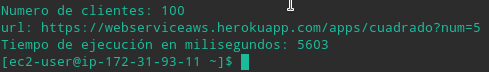 Numero de clientes: 100
url: https://webserviceaws.herokuapp.com/apps/cuadrado?num=5
Tiempo de ejecución en milisegundos: 5603
[ec2-user@ip-172-31-93-11 ~]$